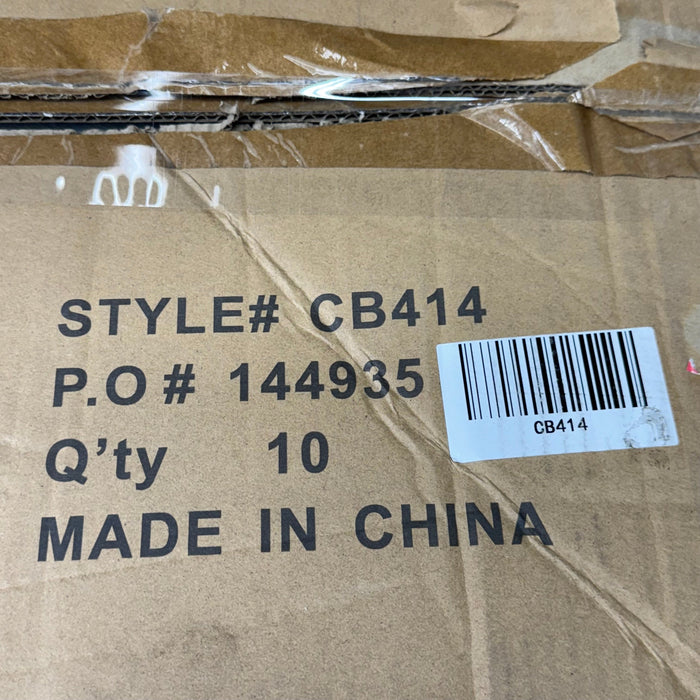 STYLE# CB414
P.O # 144935
Q'ty 10
MADE IN CHINA
CB414